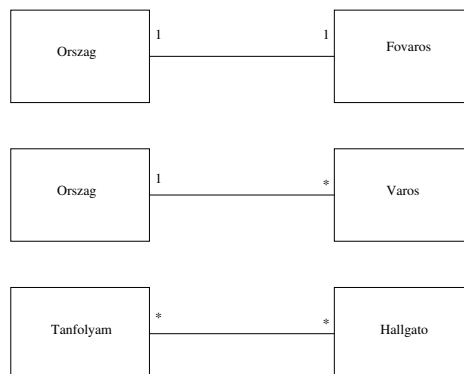 Orszag 1 1 Fovaros
Orszag 1 * Varos
Tanfolyam * * Hallgato